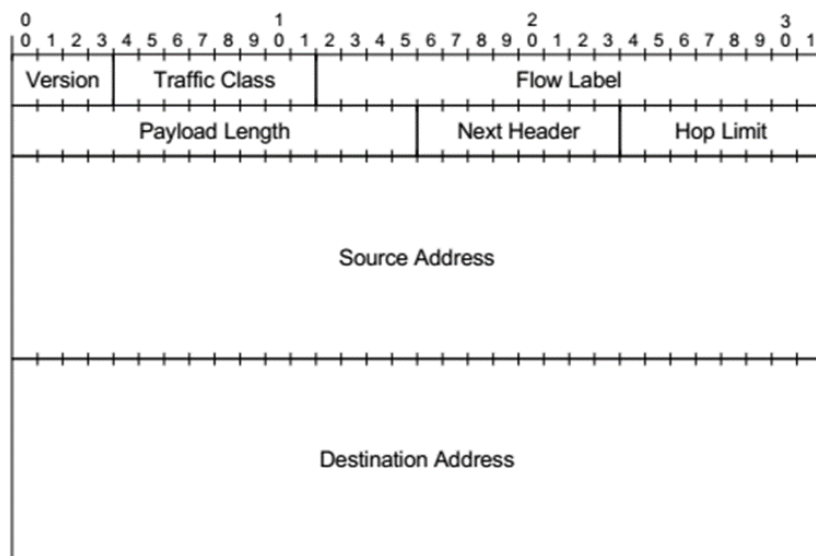 0 1 2 3
0 1 2 3 4 5 6 7 8 9 0 1 2 3 4 5 6 7 8 9 0 1 2 3 4 5 6 7 8 9 0 1
Version Traffic Class Flow Label
Payload Length Next Header Hop Limit
Source Address
Destination Address